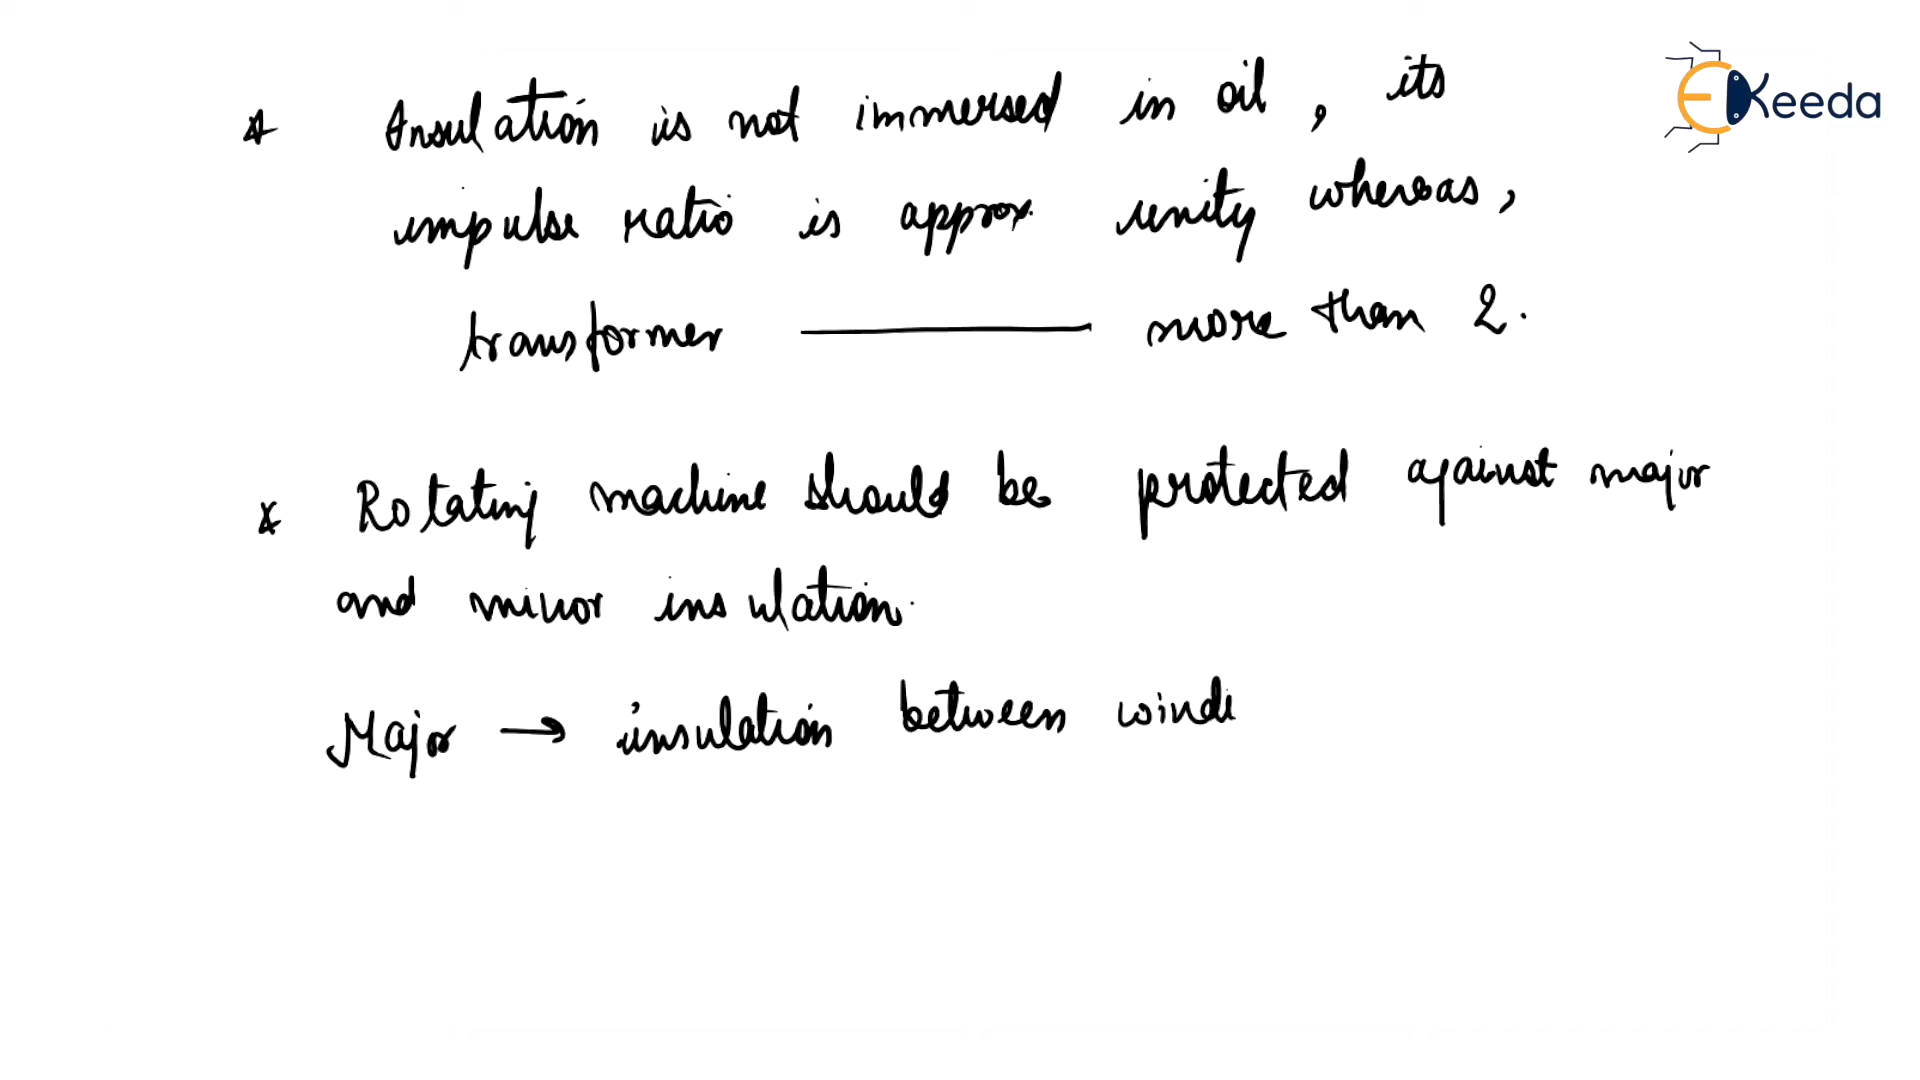 * Insulation is not immersed in oil, its
EKeeda
impulse ratio is approx. unity whereas,
transformer ——— more than 2.
* Rotating machine should be protected against major
and minor insulation.
Major → insulation between windi